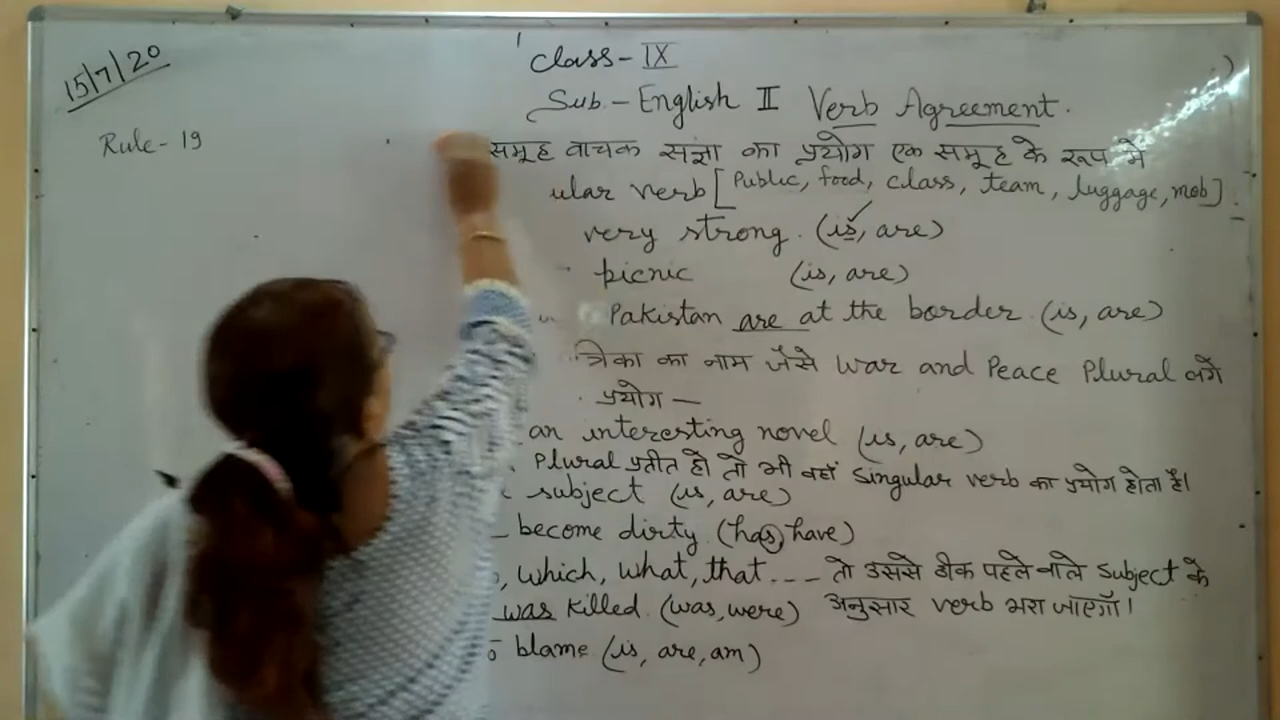 15/7/20
Class - IX
Sub. - English II Verb Agreement.
Rule - 19
समूह वाचक संज्ञा का प्रयोग एक समूह के रूप में
ular verb [Public, food, class, team, luggage, mob].
very strong. (is, are)
picnic (is, are)
Pakistan are at the border. (is, are)
त्रिका का नाम जैसे War and Peace Plural लगे
प्रयोग —
an interesting novel (is, are)
Plural प्रतीत हो तो भी वहाँ Singular verb का प्रयोग होता है।
subject (is, are)
become dirty. (has, have)
, which, what, that - - - तो उससे ठीक पहले वाले subject के
was killed. (was, were) अनुसार verb भरा जाएगाँ।
blame (is, are, am)